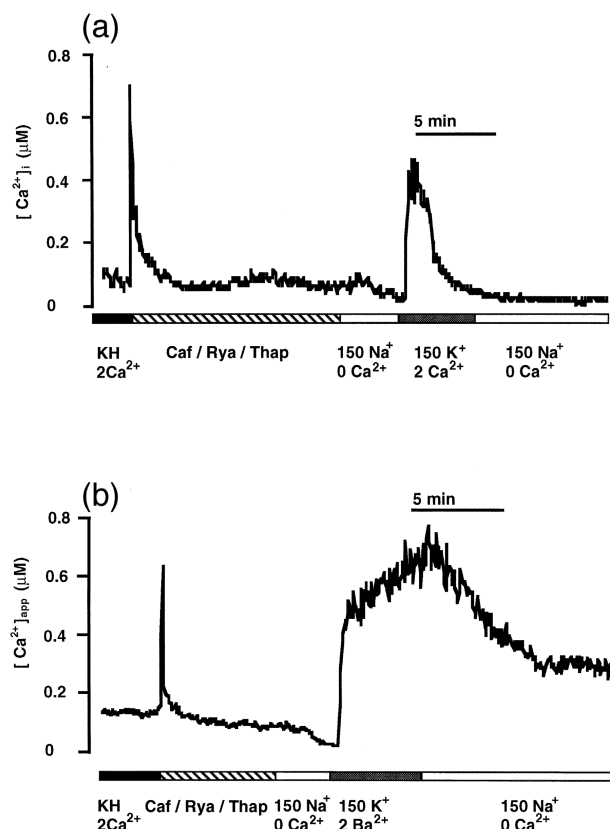 (a)
0.8
0.6
0.4
0.2
0
[ Ca²⁺]ᵢ (μM)
5 min
KH
2Ca²⁺
Caf / Rya / Thap
150 Na⁺
0 Ca²⁺
150 K⁺
2 Ca²⁺
150 Na⁺
0 Ca²⁺
(b)
0.8
0.6
0.4
0.2
0
[ Ca²⁺]ₐₚₚ (μM)
5 min
KH
2Ca²⁺
Caf / Rya / Thap
150 Na⁺
0 Ca²⁺
150 K⁺
2 Ba²⁺
150 Na⁺
0 Ca²⁺